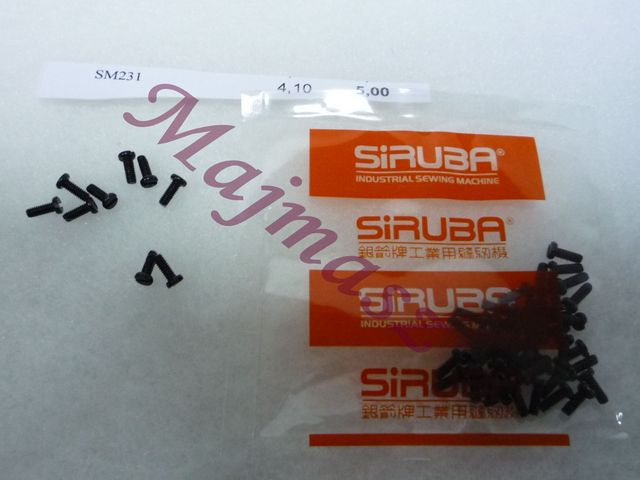 SM231 4,10 5,00
SiRUBA®
INDUSTRIAL SEWING MACHINE
SiRUBA®
銀箭牌工業用縫紉機
SiRUBA
INDUSTRIAL SEWING MACHINE
SiRUBA
銀箭牌工業用縫紉機
Majmasz